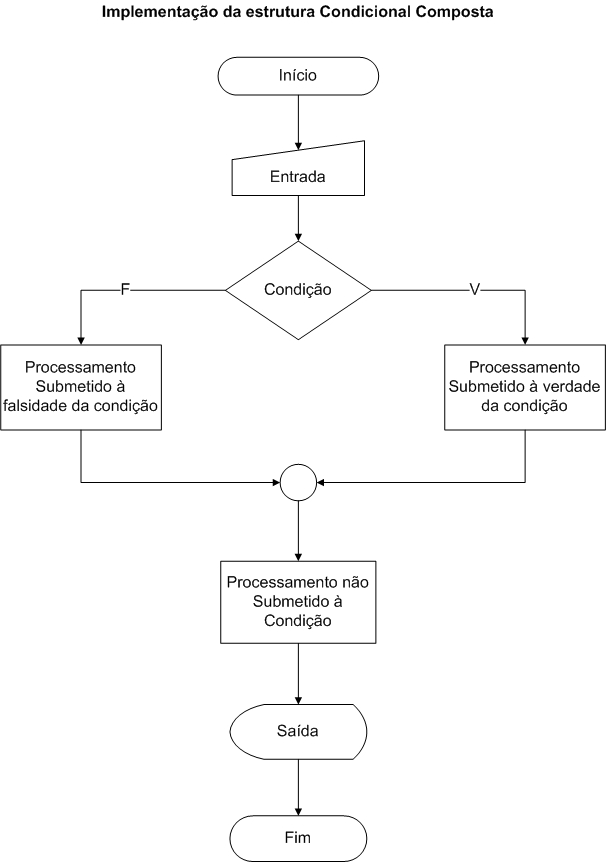 Implementação da estrutura Condicional Composta
Início
Entrada
Condição
F
V
Processamento
Submetido à
falsidade da condição
Processamento
Submetido à verdade
da condição
Processamento não
Submetido à
Condição
Saída
Fim